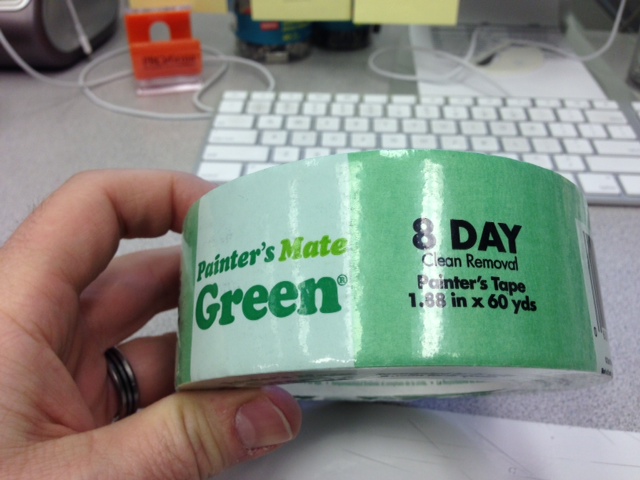 Painter's Mate
Green®
8 DAY
Clean Removal
Painter's Tape
1.88 in x 60 yds